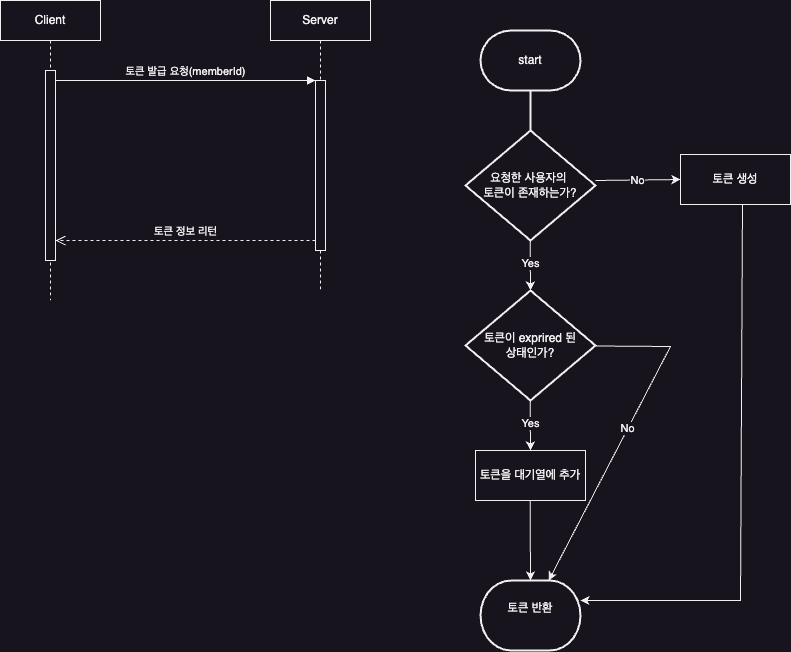 Client
Server
토큰 발급 요청(memberId)
토큰 정보 리턴
start
요청한 사용자의
토큰이 존재하는가?
No
토큰 생성
Yes
토큰이 exprired 된
상태인가?
Yes
No
토큰을 대기열에 추가
토큰 반환